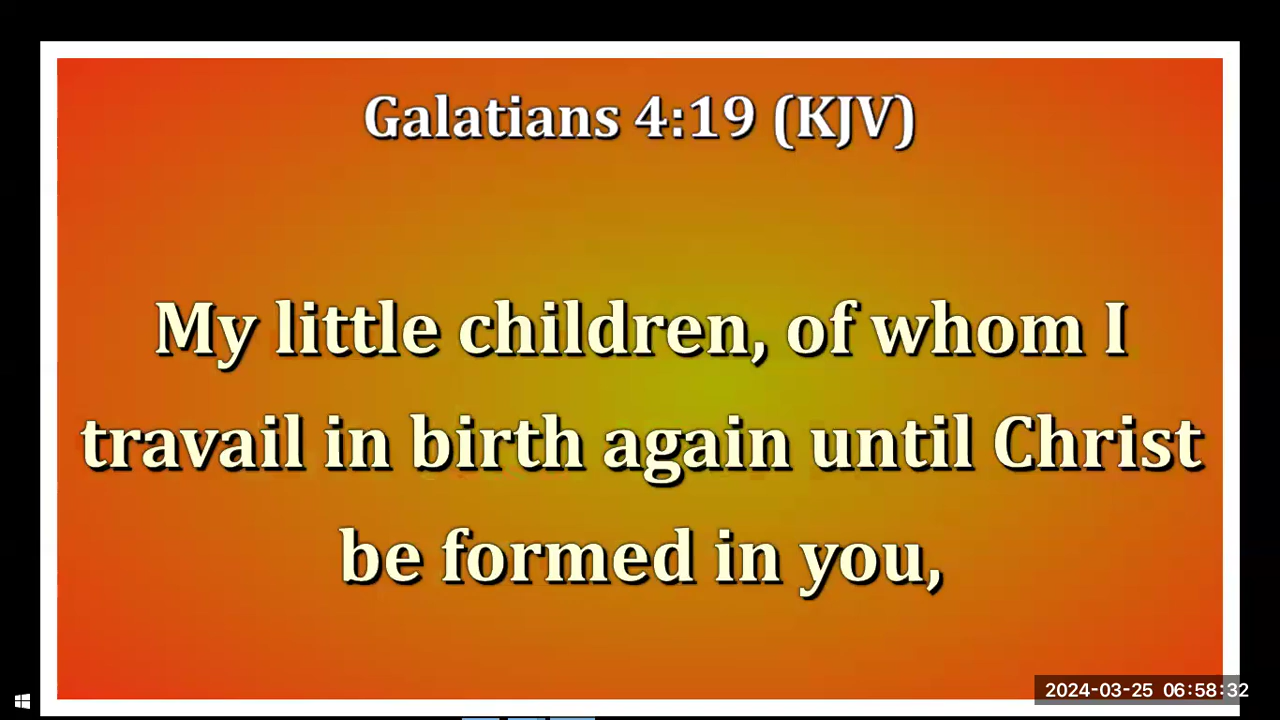 Galatians 4:19 (KJV)
My little children, of whom I
travail in birth again until Christ
be formed in you,
2024-03-25 06:58:32